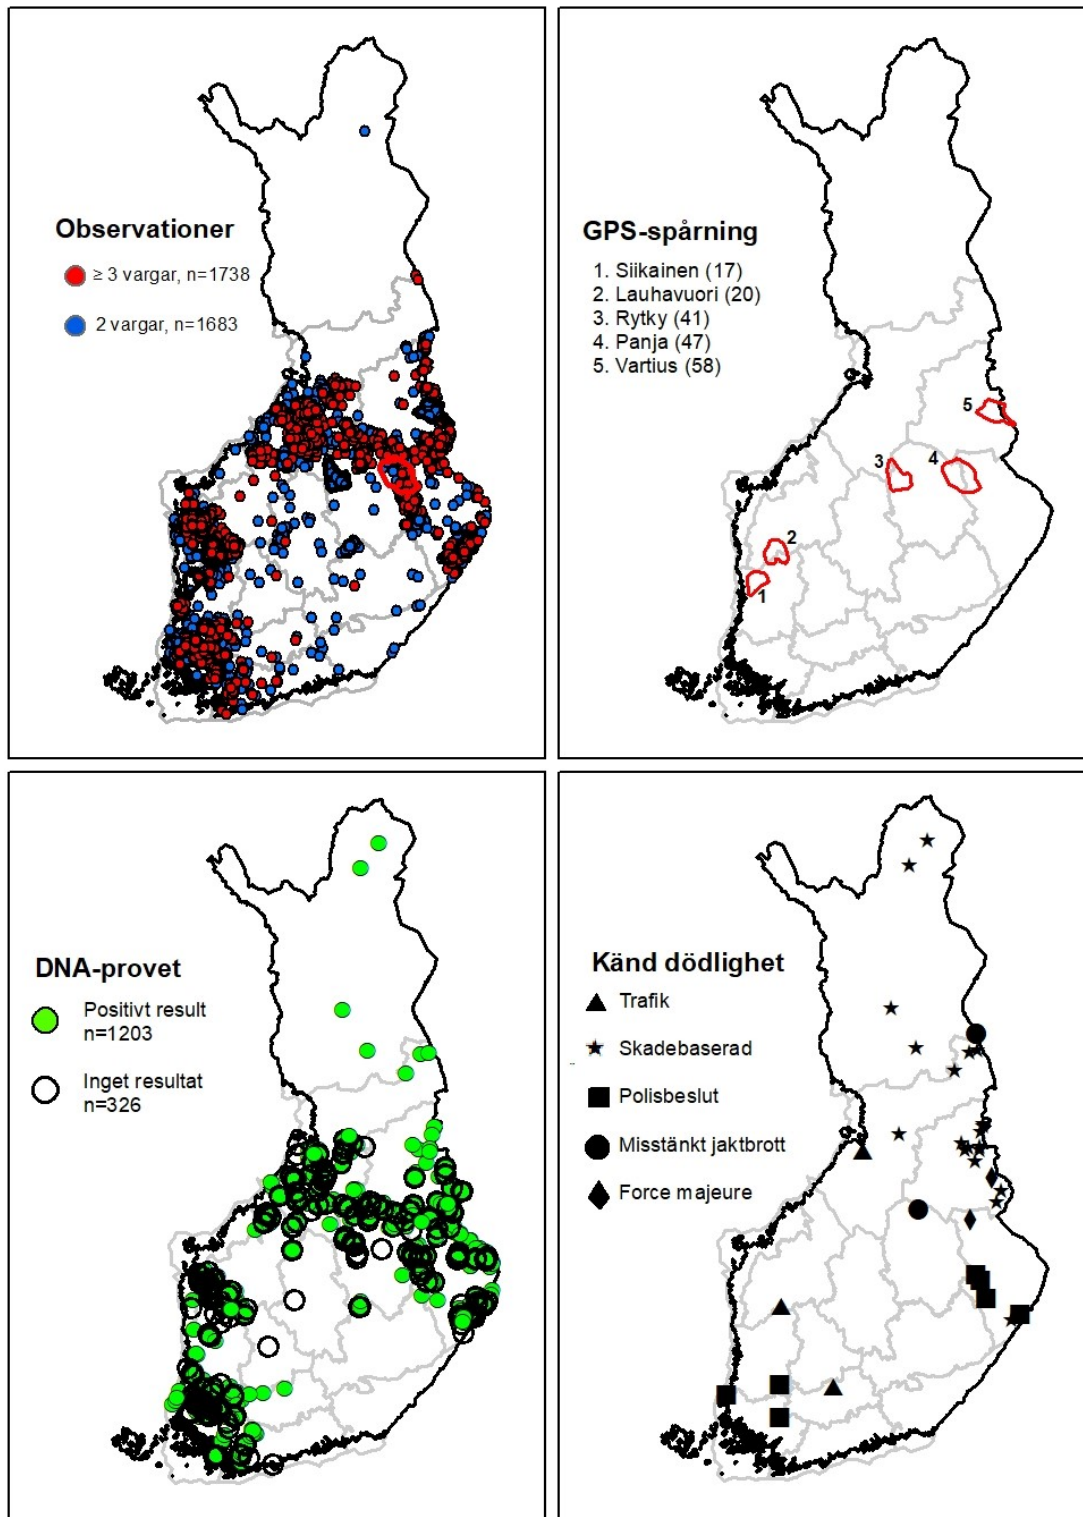 Observationer
≥ 3 vargar, n=1738
2 vargar, n=1683
GPS-spårning
1. Siikainen (17)
2. Lauhavuori (20)
3. Rytky (41)
4. Panja (47)
5. Vartius (58)
5
3
4
2
1
DNA-provet
Positivt result
n=1203
Inget resultat
n=326
Känd dödlighet
Trafik
Skadebaserad
Polisbeslut
Misstänkt jaktbrott
Force majeure